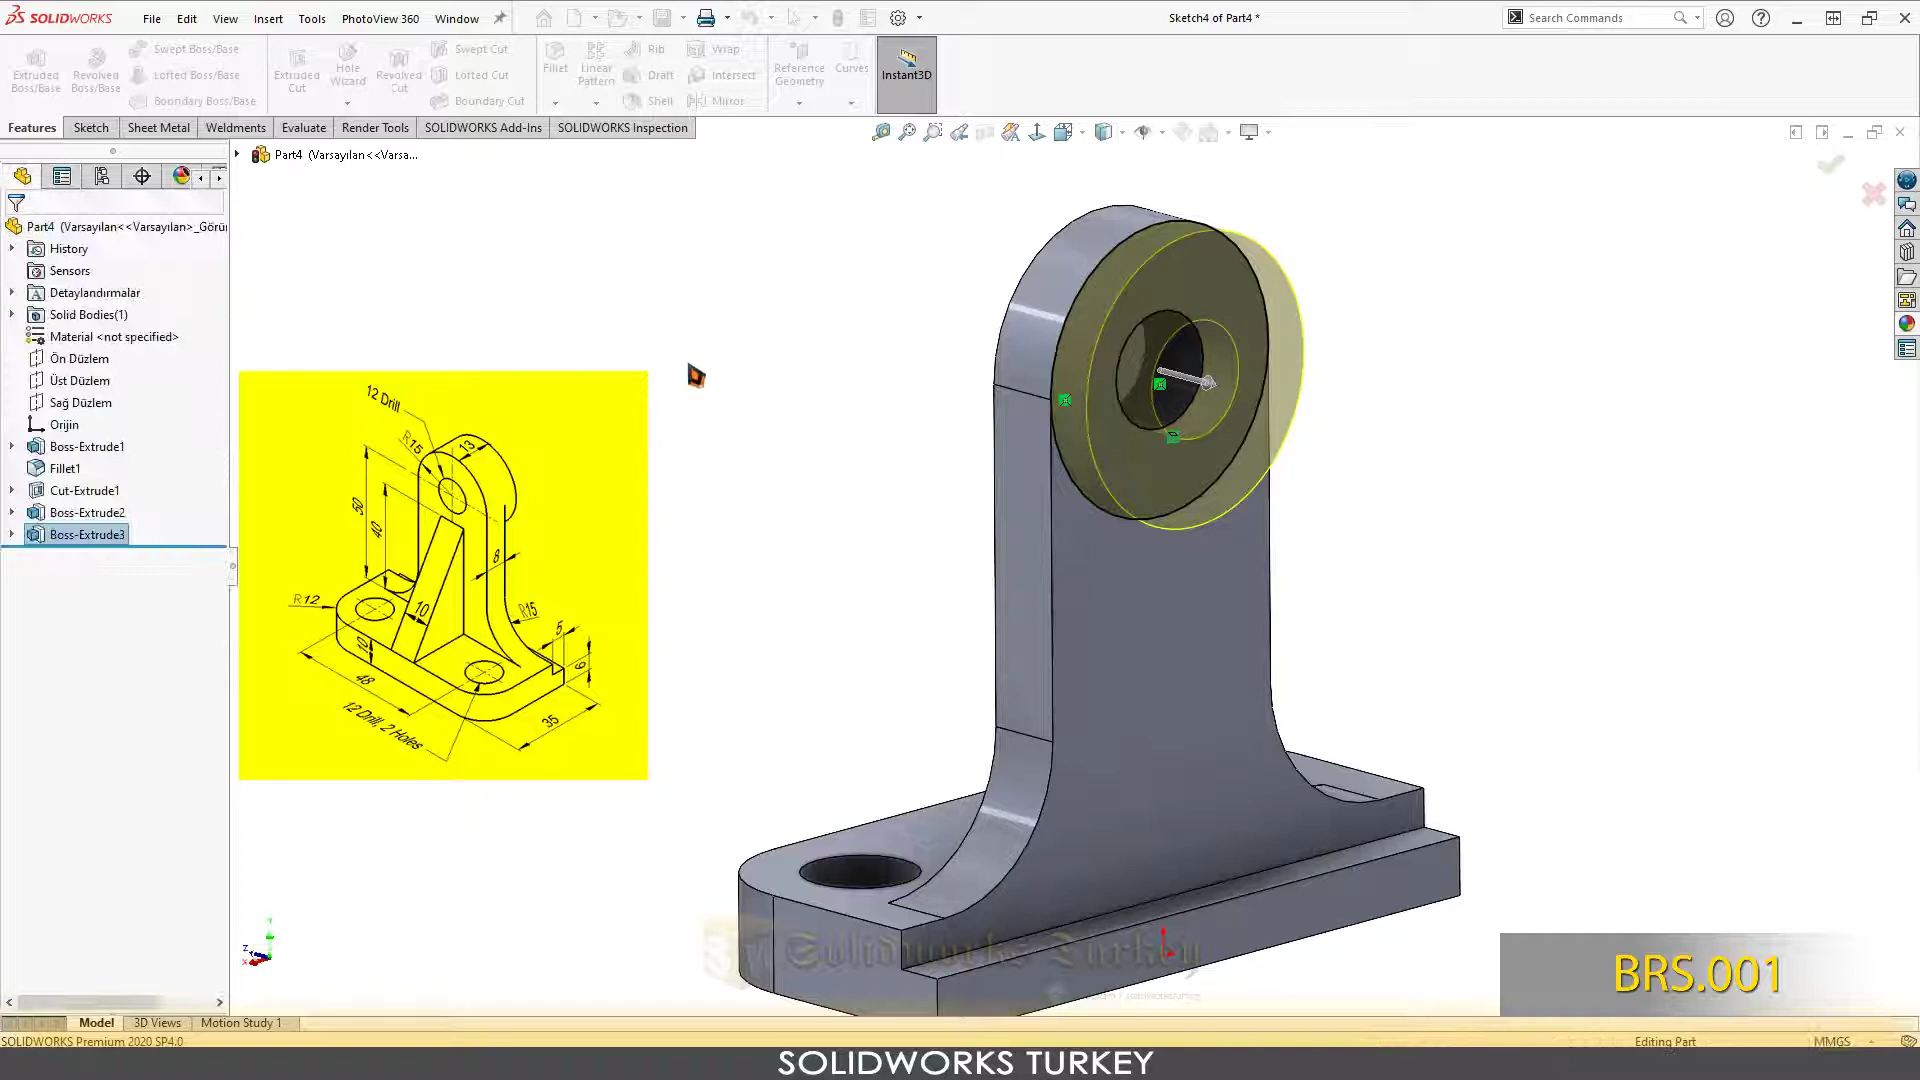 SOLIDWORKS
File
Edit
View
Insert
Tools
PhotoView 360
Window
Sketch4 of Part4 *
Search Commands
Extruded Boss/Base
Revolved Boss/Base
Swept Boss/Base
Lofted Boss/Base
Boundary Boss/Base
Extruded Cut
Hole Wizard
Revolved Cut
Swept Cut
Lofted Cut
Boundary Cut
Fillet
Linear Pattern
Rib
Draft
Shell
Wrap
Intersect
Mirror
Reference Geometry
Curves
Instant3D
Features
Sketch
Sheet Metal
Weldments
Evaluate
Render Tools
SOLIDWORKS Add-Ins
SOLIDWORKS Inspection
Part4 (Varsayılan<<Varsa...
Part4 (Varsayılan<<Varsayılan>_Görü
History
Sensors
Detaylandırmalar
Solid Bodies(1)
Material <not specified>
Ön Düzlem
Üst Düzlem
Sağ Düzlem
Orijin
Boss-Extrude1
Fillet1
Cut-Extrude1
Boss-Extrude2
Boss-Extrude3
12 Drill
R15
13
50
40
8
R12
10
R15
5
10
6
48
35
12 Drill, 2 Holes
Solidworks Turkey
BRS.001
Model
3D Views
Motion Study 1
SOLIDWORKS Premium 2020 SP4.0
Editing Part
MMGS
SOLIDWORKS TURKEY